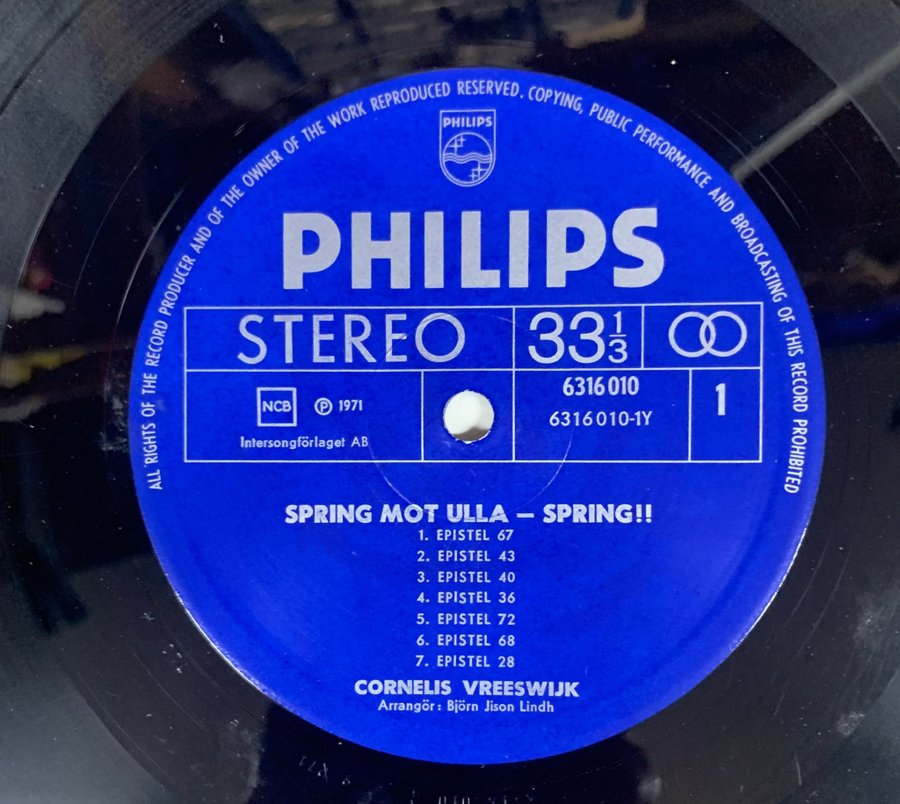 ALL RIGHTS OF THE RECORD PRODUCER AND OF THE OWNER OF THE WORK REPRODUCED RESERVED. COPYING, PUBLIC PERFORMANCE AND BROADCASTING OF THIS RECORD PROHIBITED
PHILIPS
PHILIPS
STEREO 33 1/3
NCB Ⓟ 1971 6316 010 1
6316 010-1Y
Intersongförlaget AB
SPRING MOT ULLA – SPRING!!
1. EPISTEL 67
2. EPISTEL 43
3. EPISTEL 40
4. EPISTEL 36
5. EPISTEL 72
6. EPISTEL 68
7. EPISTEL 28
CORNELIS VREESWIJK
Arrangör: Björn Jison Lindh